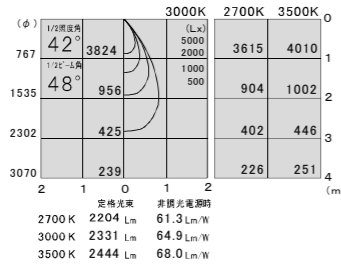 (φ) 3000K 2700K 3500K 0
1/2照度角 (Lx)
42° 5000
767 3824 2000 3615 4010 1
1/2ビーム角 1000
48° 500
1535 956 904 1002 2
2302 425 402 446 3
3070 239 226 251 4
2 1 0 1 2 (m
定格光束 非調光電源時
2700K 2204 Lm 61.3 Lm/W
3000K 2331 Lm 64.9 Lm/W
3500K 2444 Lm 68.0 Lm/W